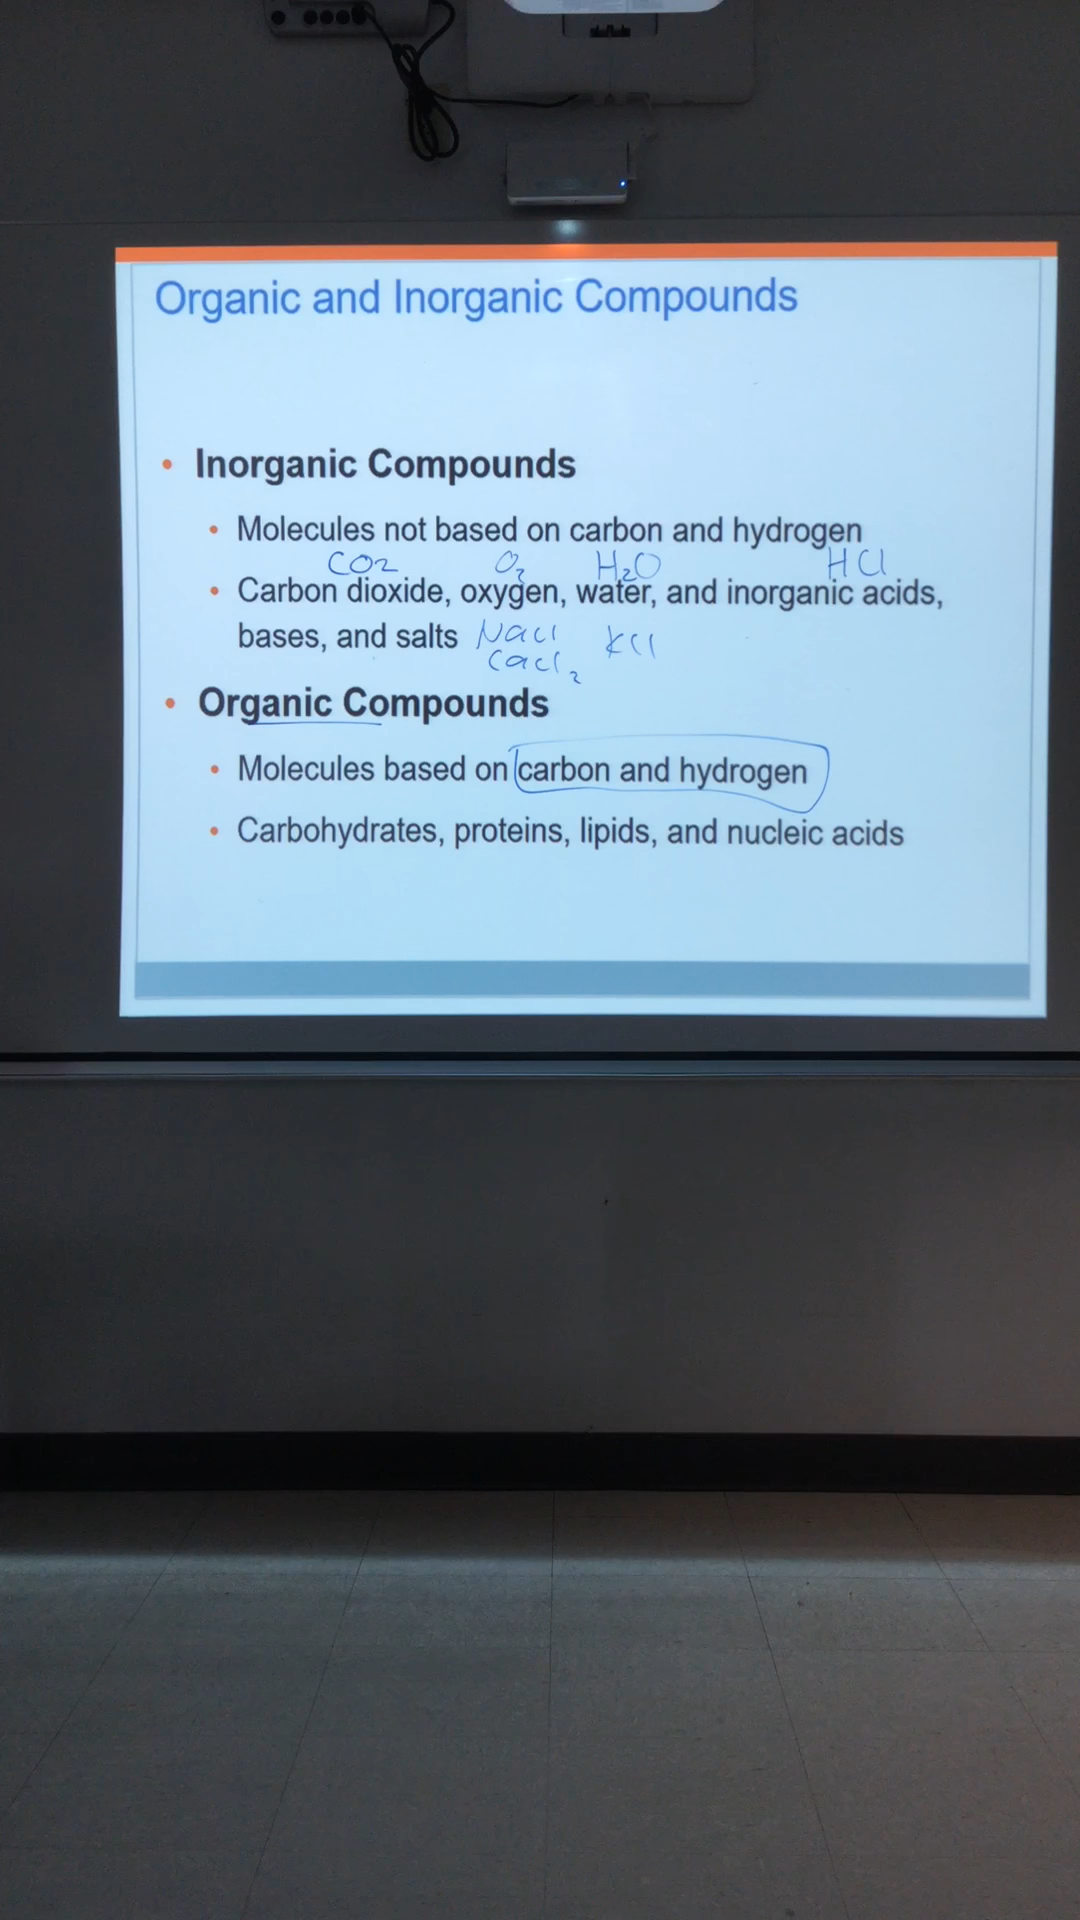 Organic and Inorganic Compounds
• Inorganic Compounds
• Molecules not based on carbon and hydrogen
CO2 O2 H2O HCl
• Carbon dioxide, oxygen, water, and inorganic acids,
bases, and salts NaCl KCl
CaCl2
• Organic Compounds
• Molecules based on carbon and hydrogen
• Carbohydrates, proteins, lipids, and nucleic acids